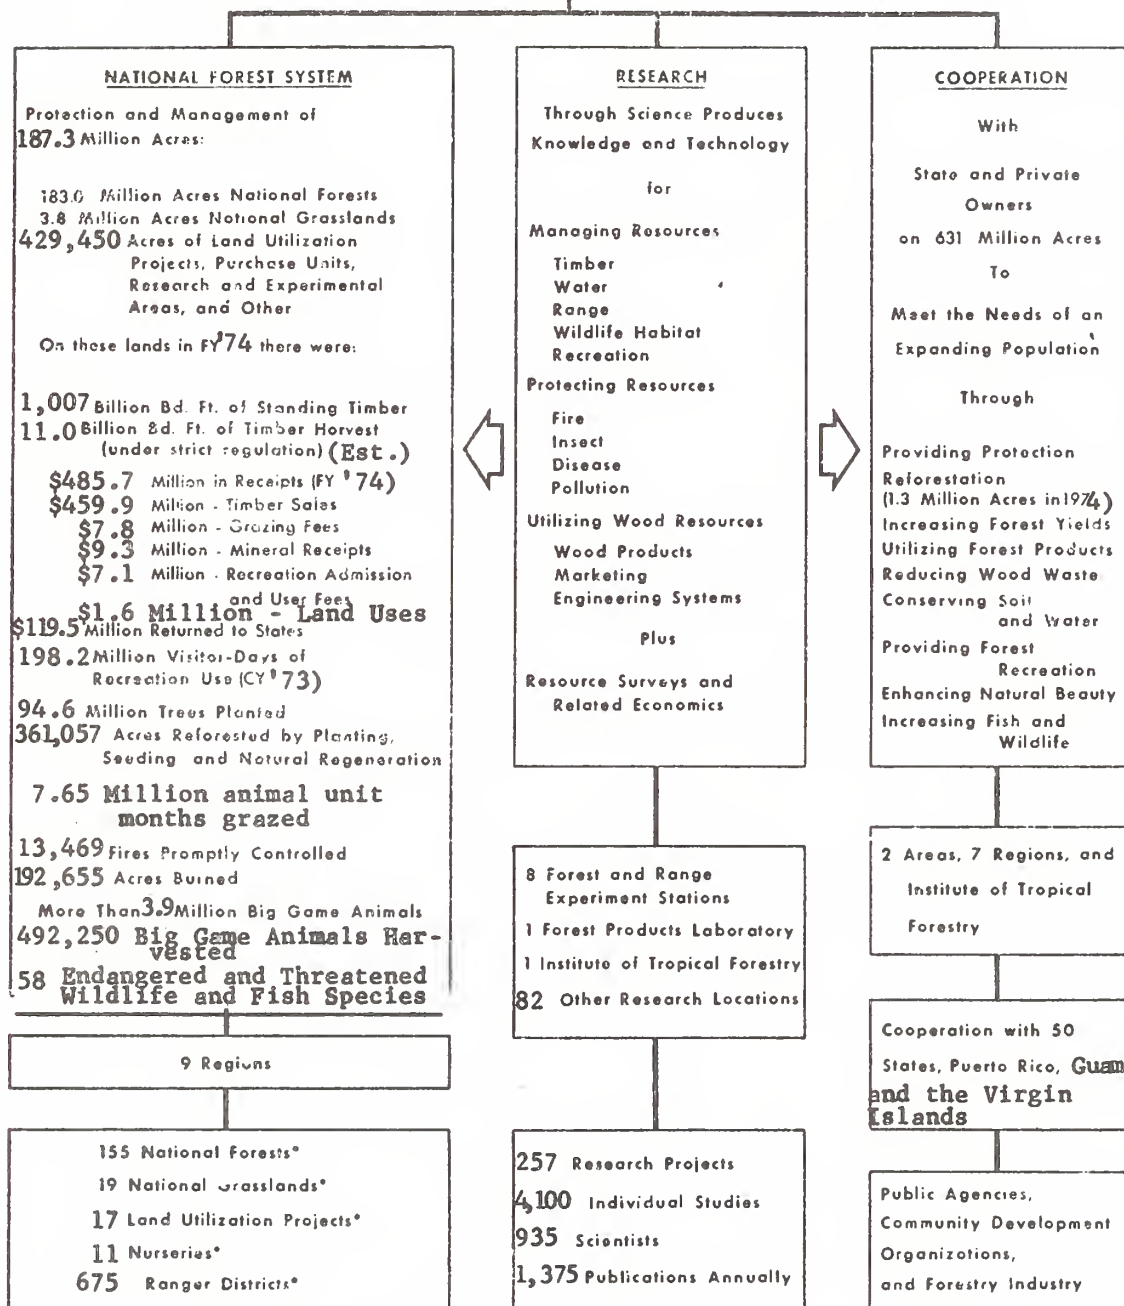 NATIONAL FOREST SYSTEM
Protection and Management of
187.3 Million Acres:
183.0 Million Acres National Forests
3.8 Million Acres National Grasslands
429,450 Acres of Land Utilization
Projects, Purchase Units,
Research and Experimental
Areas, and Other
On these lands in FY'74 there were:
1,007 Billion Bd. Ft. of Standing Timber
11.0 Billion Bd. Ft. of Timber Horvest
(under strict regulation) (Est.)
$485.7 Million in Receipts (FY '74)
$459.9 Million - Timber Sales
$7.8 Million - Grazing Fees
$9.3 Million - Mineral Receipts
$7.1 Million - Recreation Admission
and User Fees
$1.6 Million - Land Uses
$119.5 Million Returned to States
198.2 Million Visitor-Days of
Recreation Use (CY '73)
94.6 Million Trees Planted
361,057 Acres Reforested by Planting,
Seeding and Natural Regeneration
7.65 Million animal unit
months grazed
13,469 Fires Promptly Controlled
192,655 Acres Burned
More Than 3.9 Million Big Game Animals
492,250 Big Game Animals Har-
vested
58 Endangered and Threatened
Wildlife and Fish Species
9 Regions
155 National Forests*
19 National Grasslands*
17 Land Utilization Projects*
11 Nurseries*
675 Ranger Districts*
RESEARCH
Through Science Produces
Knowledge and Technology
for
Managing Resources
Timber
Water
Range
Wildlife Habitat
Recreation
Protecting Resources
Fire
Insect
Disease
Pollution
Utilizing Wood Resources
Wood Products
Marketing
Engineering Systems
Plus
Resource Surveys and
Related Economics
8 Forest and Range
Experiment Stations
1 Forest Products Laboratory
1 Institute of Tropical Forestry
82 Other Research Locations
257 Research Projects
4,100 Individual Studies
935 Scientists
1,375 Publications Annually
COOPERATION
With
State and Private
Owners
on 631 Million Acres
To
Meet the Needs of an
Expanding Population
Through
Providing Protection
Reforestation
(1.3 Million Acres in 1974)
Increasing Forest Yields
Utilizing Forest Products
Reducing Wood Waste
Conserving Soil
and Water
Providing Forest
Recreation
Enhancing Natural Beauty
Increasing Fish and
Wildlife
2 Areas, 7 Regions, and
Institute of Tropical
Forestry
Cooperation with 50
States, Puerto Rico, Guam
and the Virgin
Islands
Public Agencies,
Community Development
Organizations,
and Forestry Industry